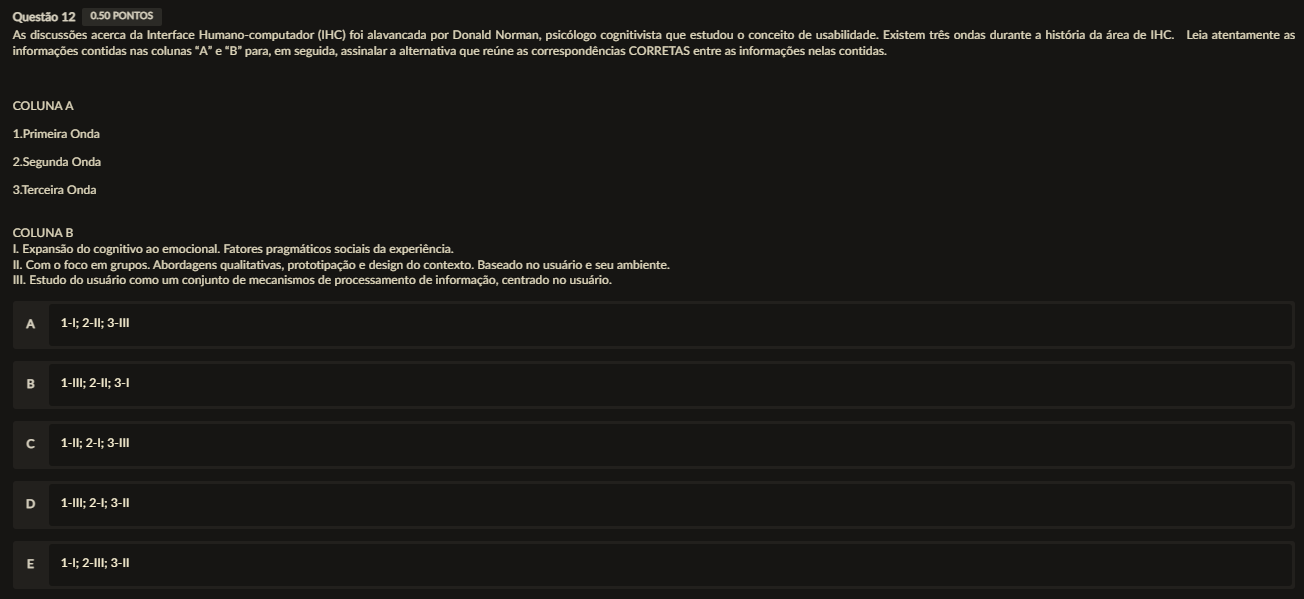 Questão 12 0.50 PONTOS
As discussões acerca da Interface Humano-computador (IHC) foi alavancada por Donald Norman, psicólogo cognitivista que estudou o conceito de usabilidade. Existem três ondas durante a história da área de IHC. Leia atentamente as
informações contidas nas colunas “A” e “B” para, em seguida, assinalar a alternativa que reúne as correspondências CORRETAS entre as informações nelas contidas.
COLUNA A
1.Primeira Onda
2.Segunda Onda
3.Terceira Onda
COLUNA B
I. Expansão do cognitivo ao emocional. Fatores pragmáticos sociais da experiência.
II. Com o foco em grupos. Abordagens qualitativas, prototipação e design do contexto. Baseado no usuário e seu ambiente.
III. Estudo do usuário como um conjunto de mecanismos de processamento de informação, centrado no usuário.
A 1-I; 2-II; 3-III
B 1-III; 2-II; 3-I
C 1-II; 2-I; 3-III
D 1-III; 2-I; 3-II
E 1-I; 2-III; 3-II